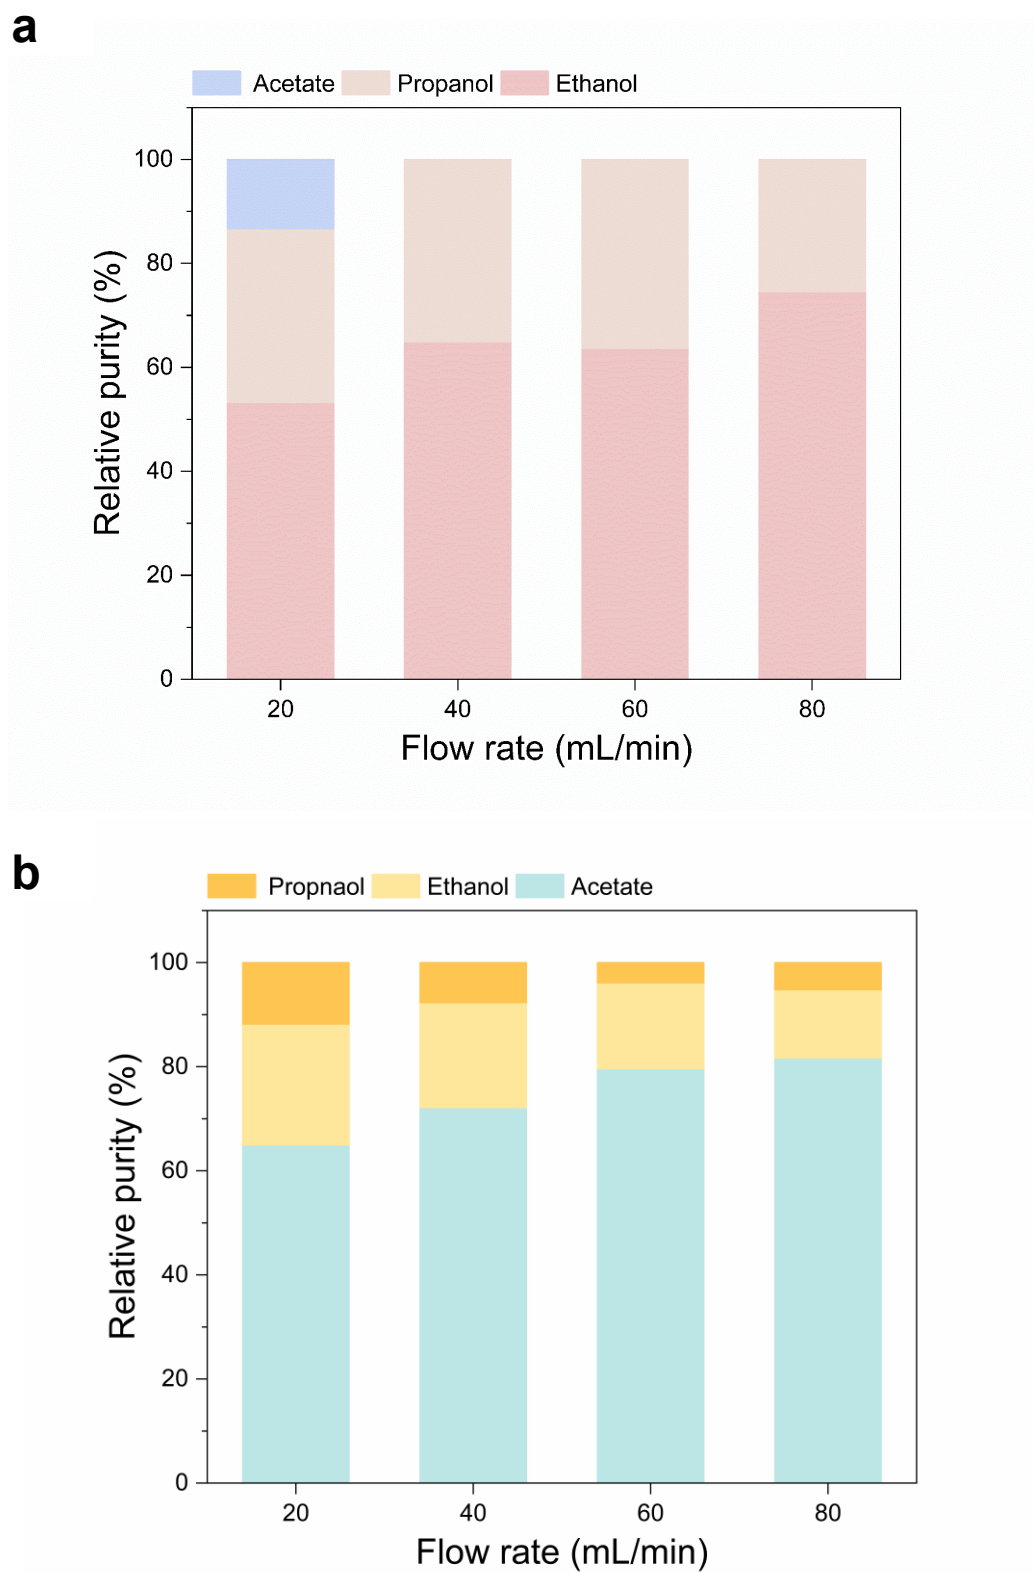 a
Acetate Propanol Ethanol
100
80
60
40
20
0
Relative purity (%)
20 40 60 80
Flow rate (mL/min)
b
Propnaol Ethanol Acetate
100
80
60
40
20
0
Relative purity (%)
20 40 60 80
Flow rate (mL/min)